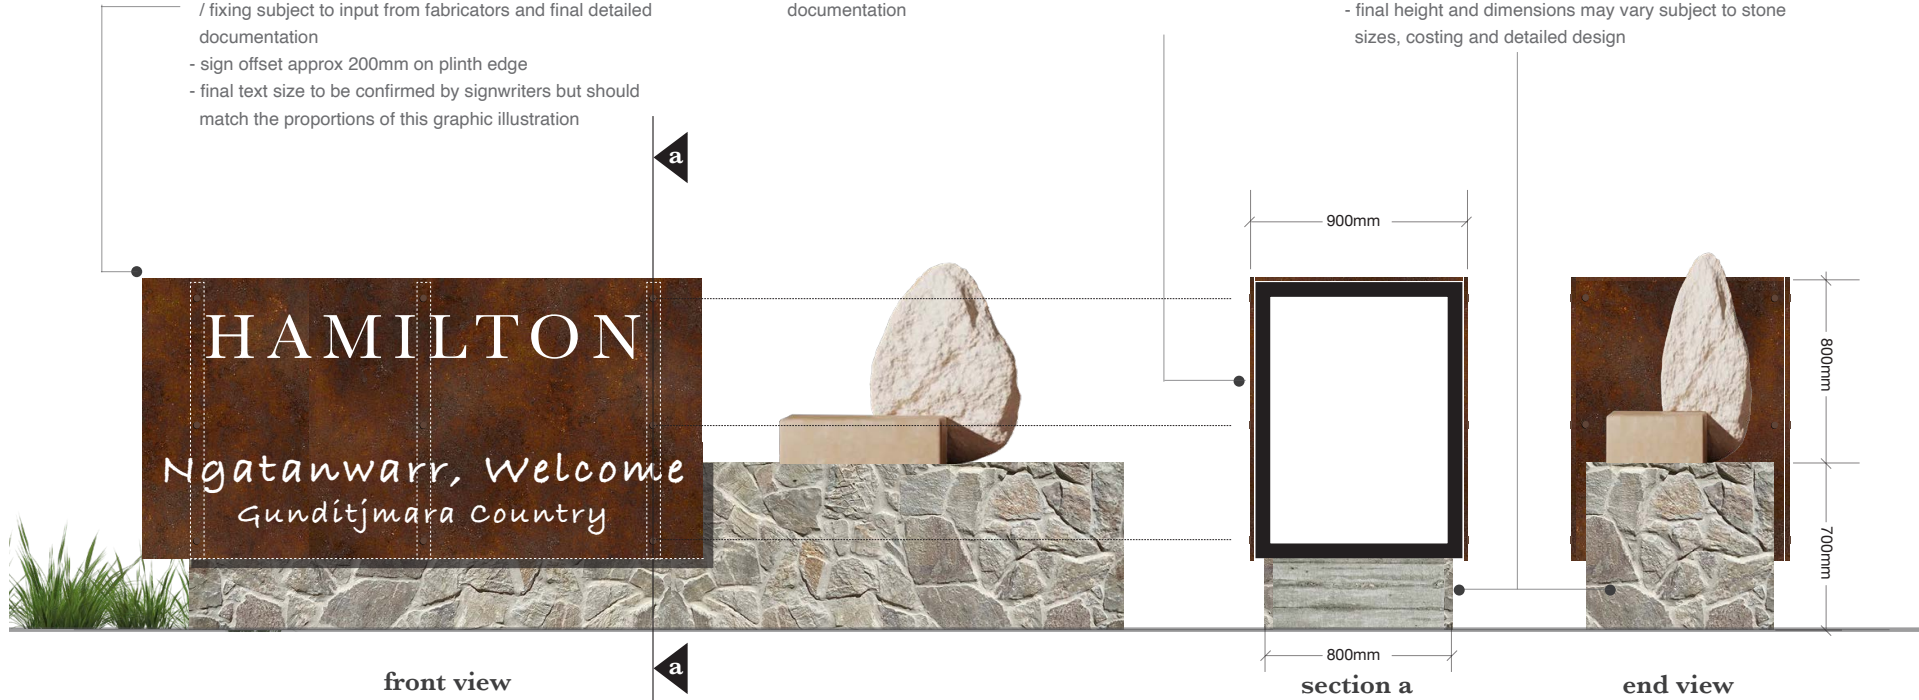 / fixing subject to input from fabricators and final detailed
documentation
- sign offset approx 200mm on plinth edge
- final text size to be confirmed by signwriters but should
match the proportions of this graphic illustration
documentation
- final height and dimensions may vary subject to stone
sizes, costing and detailed design
a
900mm
HAMILTON
Ngatanwarr, Welcome
Gunditjmara Country
800mm
700mm
a
800mm
front view
section a
end view